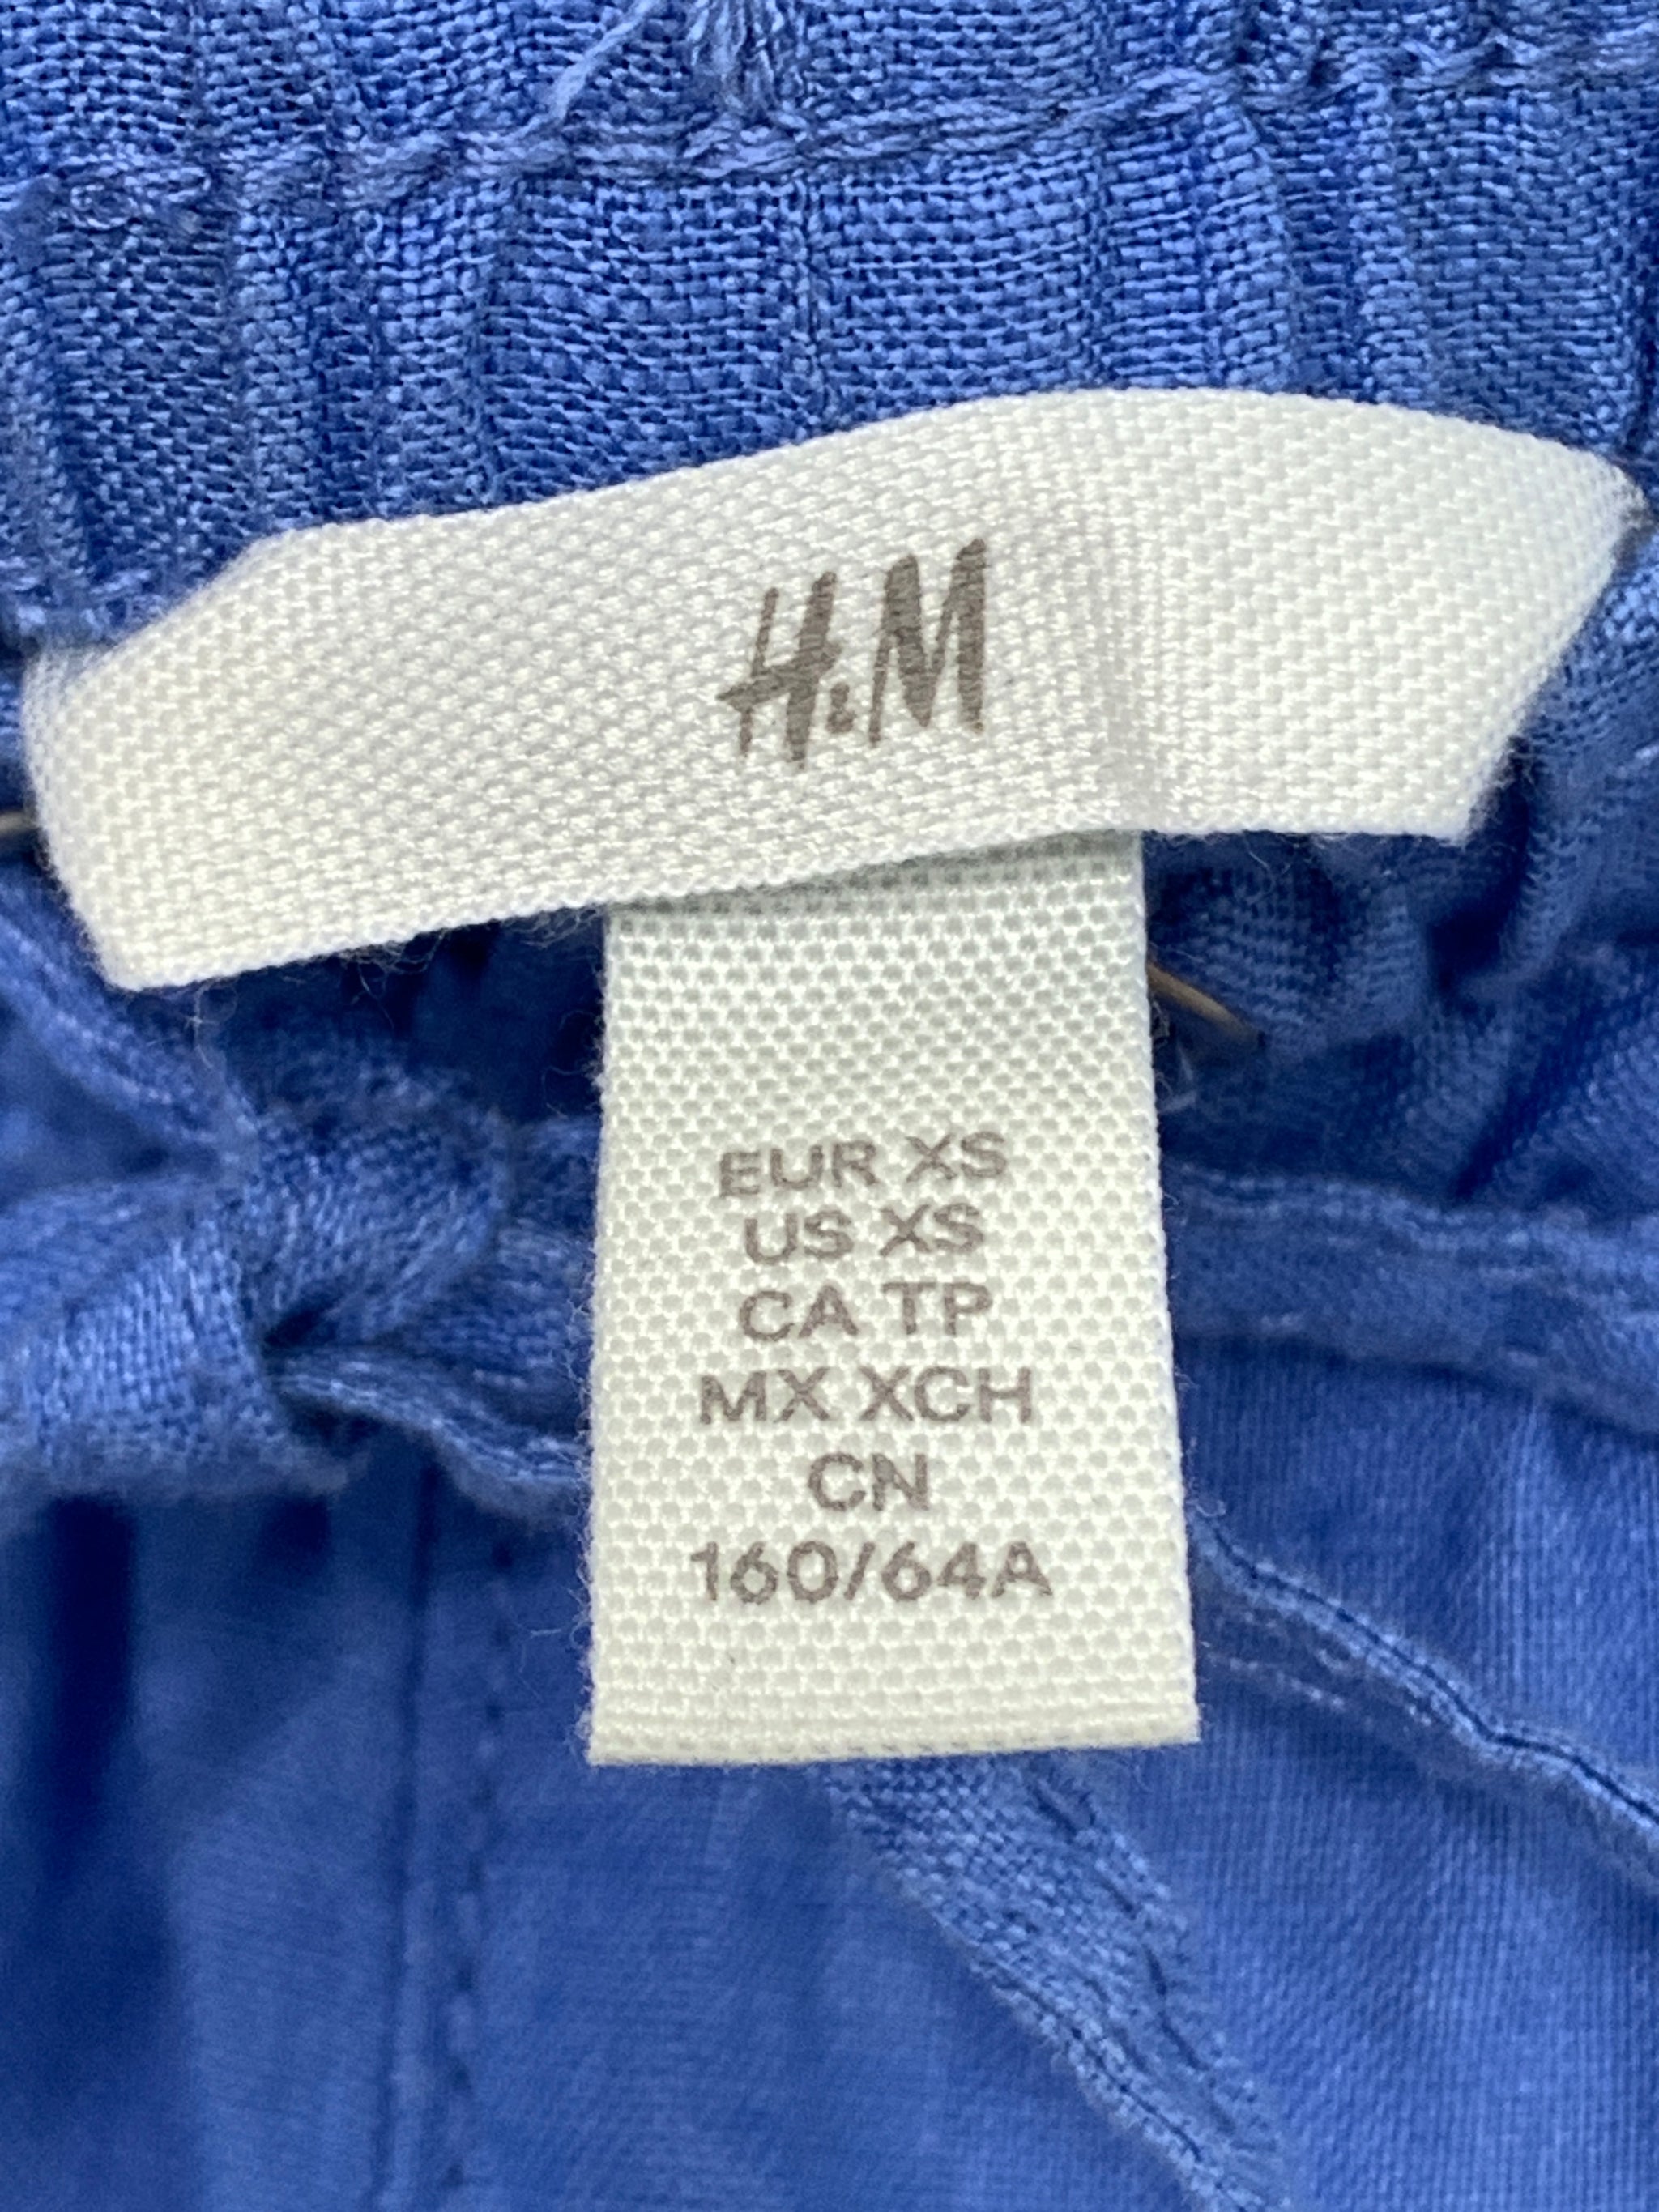 H&M
EUR XS
US XS
CA TP
MX XCH
CN
160/64A